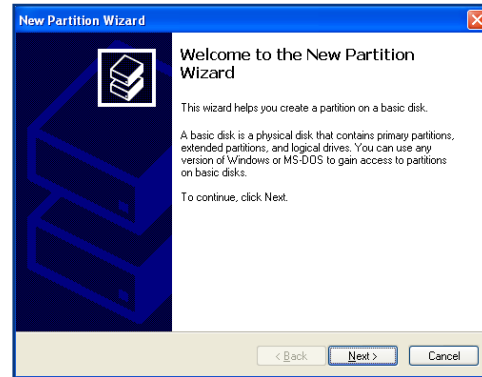 New Partition Wizard
Welcome to the New Partition
Wizard
This wizard helps you create a partition on a basic disk.
A basic disk is a physical disk that contains primary partitions,
extended partitions, and logical drives. You can use any
version of Windows or MS-DOS to gain access to partitions
on basic disks.
To continue, click Next.
< Back Next > Cancel